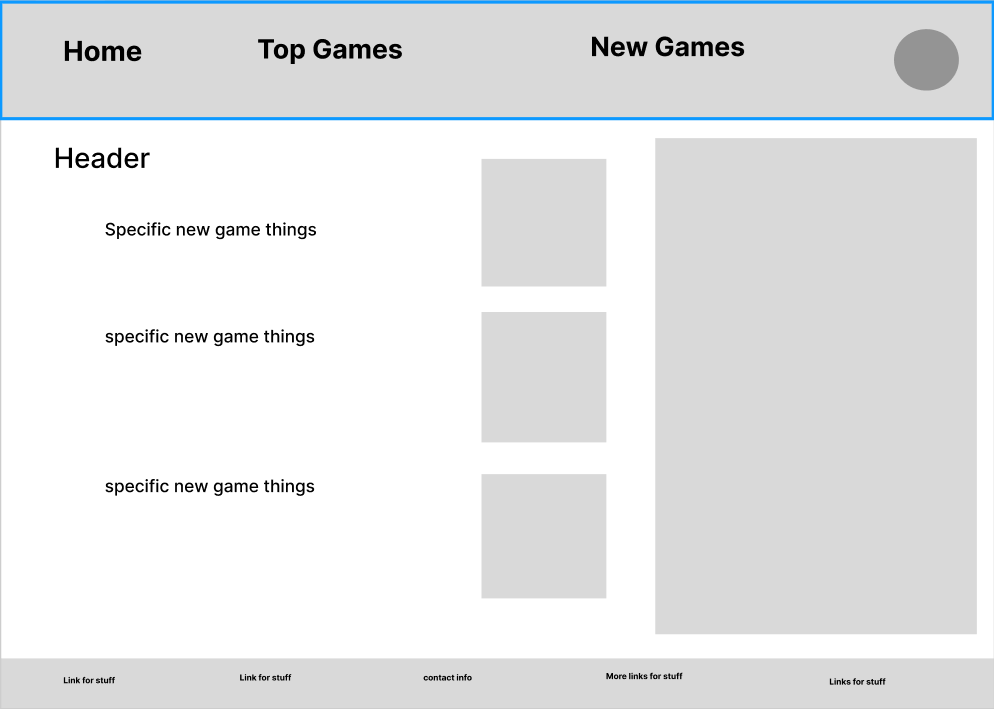 Home
Top Games
New Games
Header
Specific new game things
specific new game things
specific new game things
Link for stuff
Link for stuff
contact info
More links for stuff
Links for stuff